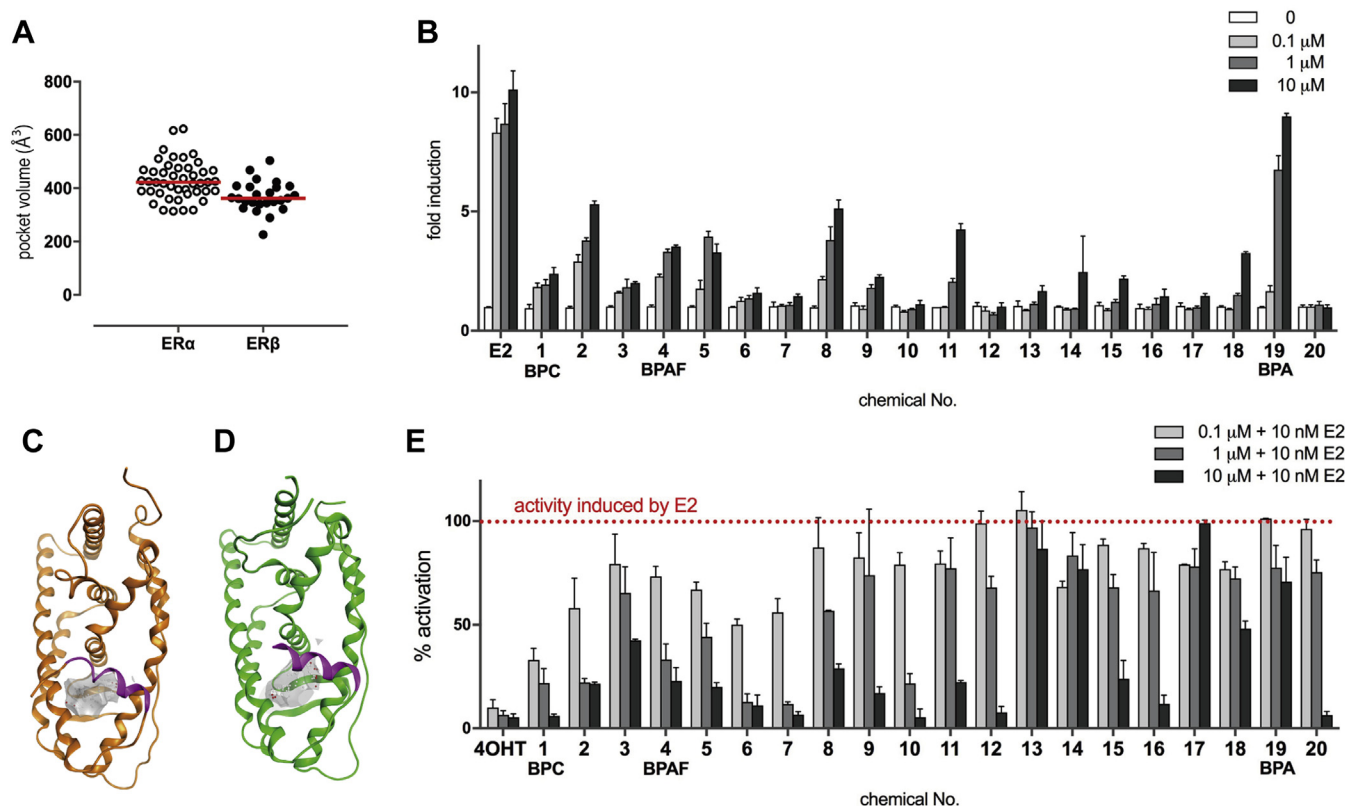 A
pocket volume (Å³)
800
600
400
200
0
ERα ERβ
B
fold induction
10
5
0
0
0.1 µM
1 µM
10 µM
E2 1 2 3 4 5 6 7 8 9 10 11 12 13 14 15 16 17 18 19 20
BPC BPAF BPA
chemical No.
C
D
E
0.1 µM + 10 nM E2
1 µM + 10 nM E2
10 µM + 10 nM E2
activity induced by E2
% activation
100
50
0
4OHT 1 2 3 4 5 6 7 8 9 10 11 12 13 14 15 16 17 18 19 20
BPC BPAF BPA
chemical No.